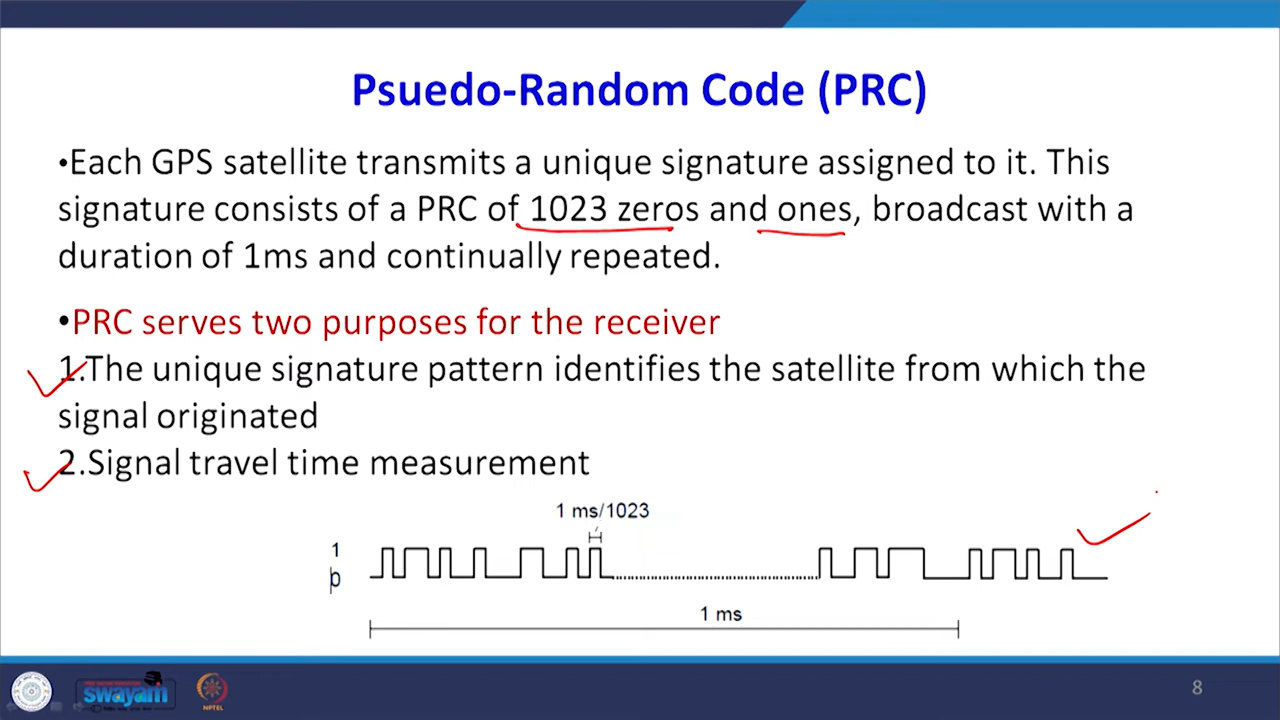 Psuedo-Random Code (PRC)
•Each GPS satellite transmits a unique signature assigned to it. This
signature consists of a PRC of 1023 zeros and ones, broadcast with a
duration of 1ms and continually repeated.
•PRC serves two purposes for the receiver
1.The unique signature pattern identifies the satellite from which the
signal originated
2.Signal travel time measurement
1 ms/1023
1
0
1 ms
swayam
NPTEL
8